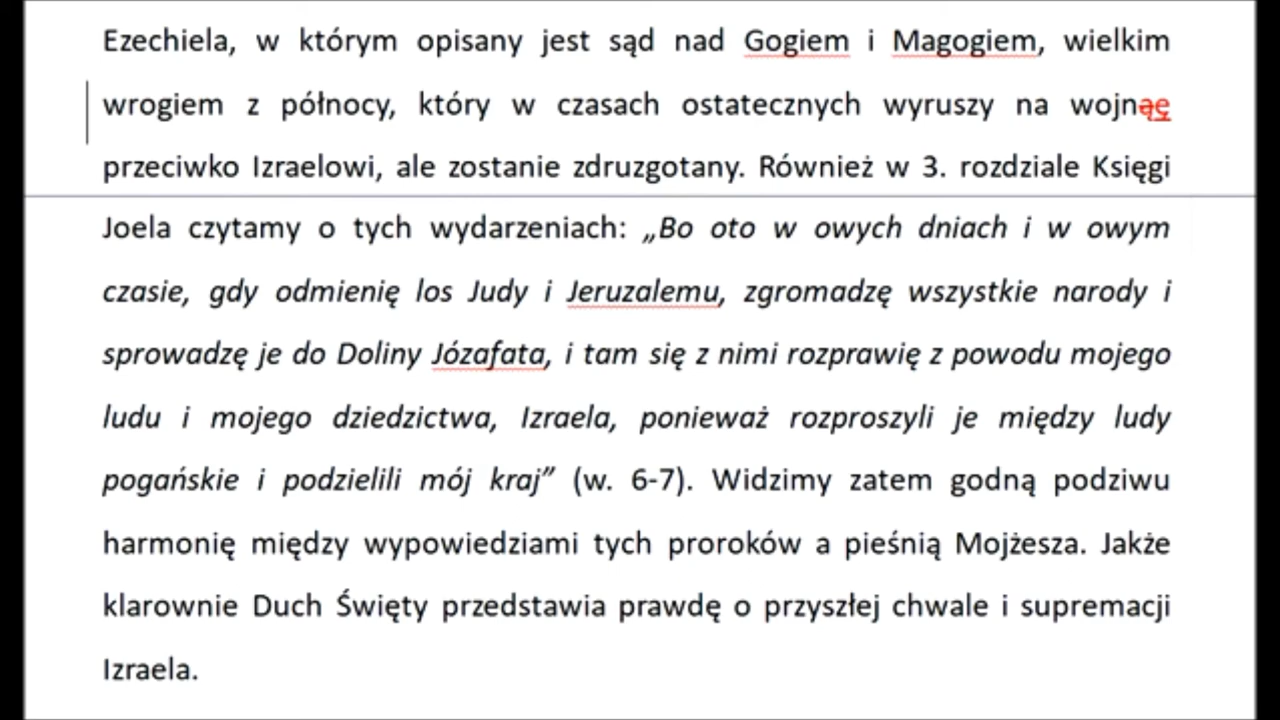 Ezechiela, w którym opisany jest sąd nad Gogiem i Magogiem, wielkim
wrogiem z północy, który w czasach ostatecznych wyruszy na wojnąę
przeciwko Izraelowi, ale zostanie zdruzgotany. Również w 3. rozdziale Księgi
Joela czytamy o tych wydarzeniach: „Bo oto w owych dniach i w owym
czasie, gdy odmienię los Judy i Jeruzalemu, zgromadzę wszystkie narody i
sprowadzę je do Doliny Józafata, i tam się z nimi rozprawię z powodu mojego
ludu i mojego dziedzictwa, Izraela, ponieważ rozproszyli je między ludy
pogańskie i podzielili mój kraj” (w. 6-7). Widzimy zatem godną podziwu
harmonię między wypowiedziami tych proroków a pieśnią Mojżesza. Jakże
klarownie Duch Święty przedstawia prawdę o przyszłej chwale i supremacji
Izraela.